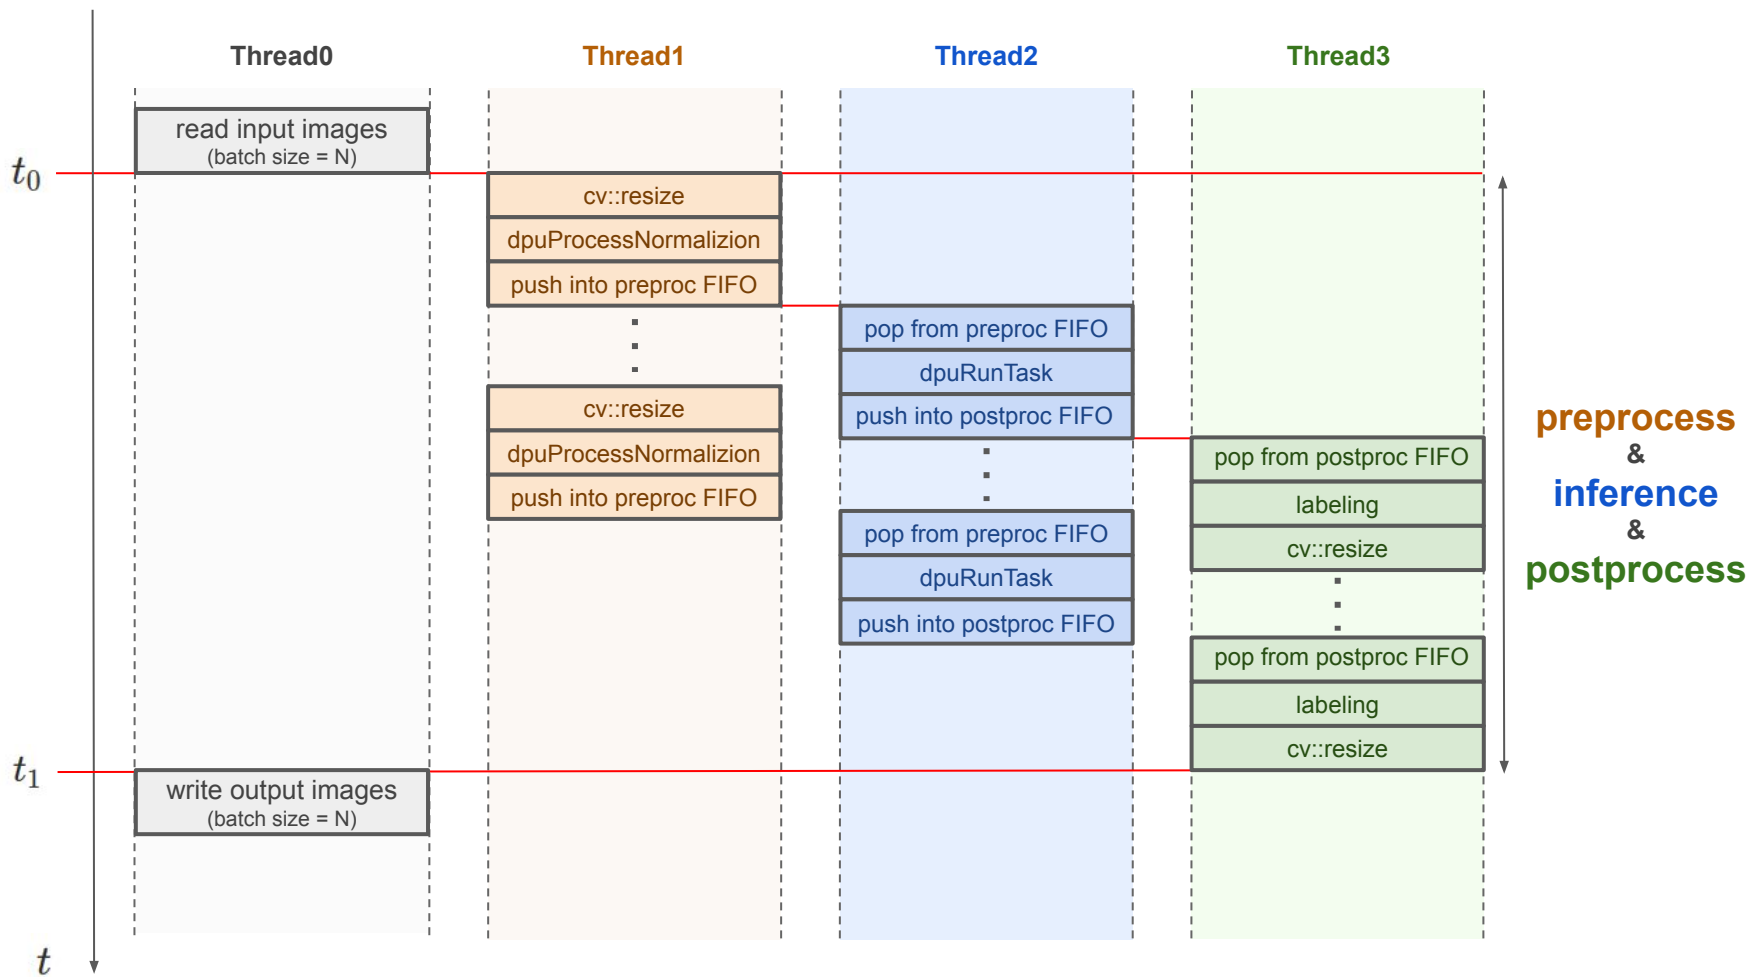 Thread0
Thread1
Thread2
Thread3
read input images
(batch size = N)
t0
cv::resize
dpuProcessNormalizion
push into preproc FIFO
pop from preproc FIFO
dpuRunTask
push into postproc FIFO
cv::resize
dpuProcessNormalizion
push into preproc FIFO
pop from postproc FIFO
labeling
cv::resize
pop from preproc FIFO
dpuRunTask
push into postproc FIFO
pop from postproc FIFO
labeling
cv::resize
preprocess
&
inference
&
postprocess
t1
write output images
(batch size = N)
t